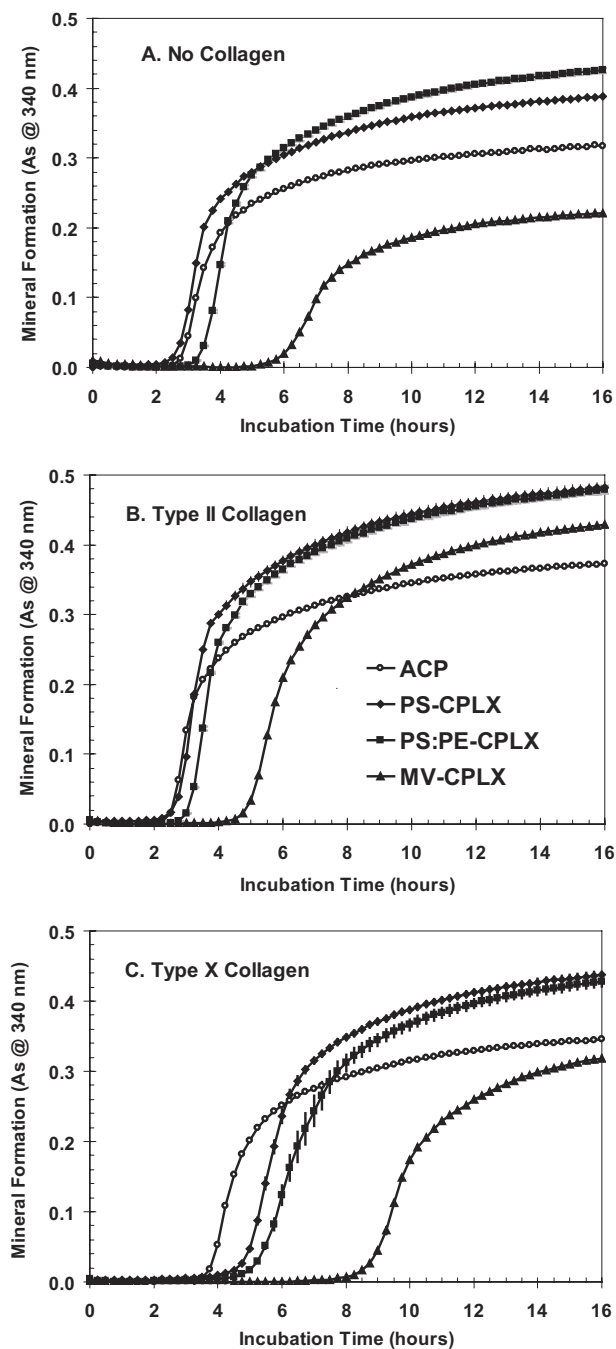 0.5
A. No Collagen
0.4
0.3
0.2
0.1
0.0
Mineral Formation (As @ 340 nm)
0 2 4 6 8 10 12 14 16
Incubation Time (hours)
0.5
B. Type II Collagen
0.4
0.3
0.2
0.1
0.0
Mineral Formation (As @ 340 nm)
ACP
PS-CPLX
PS:PE-CPLX
MV-CPLX
0 2 4 6 8 10 12 14 16
Incubation Time (hours)
0.5
C. Type X Collagen
0.4
0.3
0.2
0.1
0.0
Mineral Formation (As @ 340 nm)
0 2 4 6 8 10 12 14 16
Incubation Time (hours)